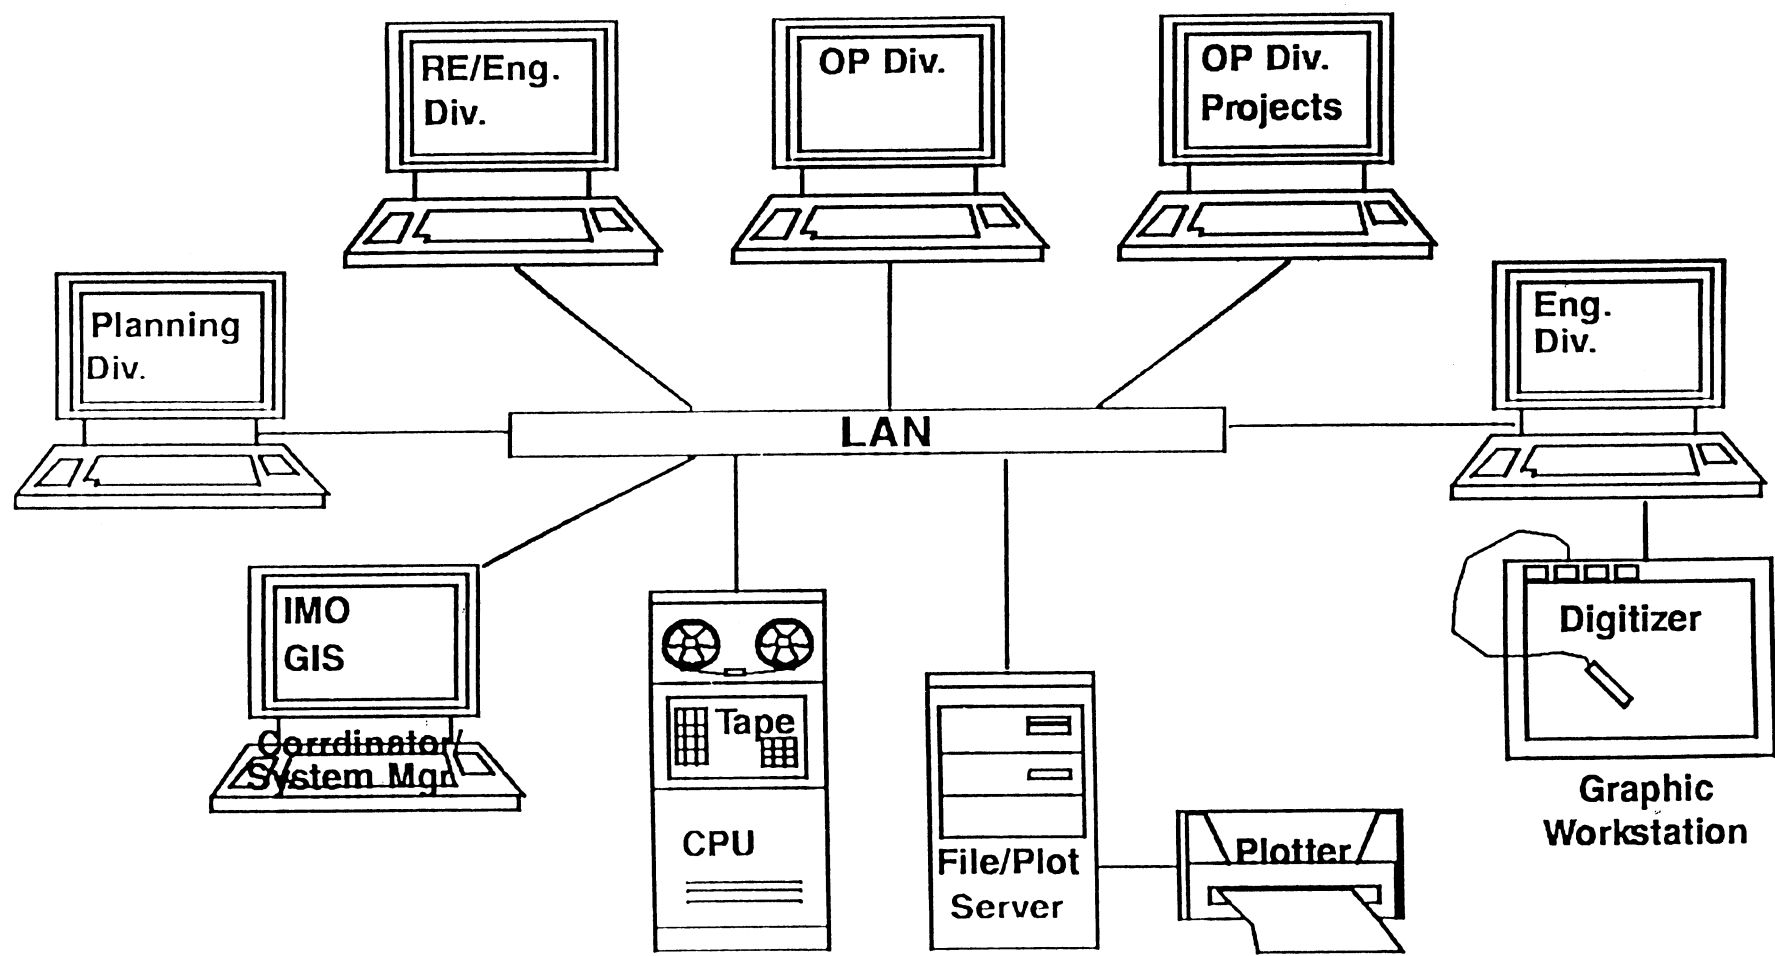 RE/Eng.
Div.
OP Div.
OP Div.
Projects
Planning
Div.
Eng.
Div.
LAN
IMO
GIS
Corrdinator/
System Mgr.
Tape
CPU
File/Plot
Server
Plotter
Digitizer
Graphic
Workstation